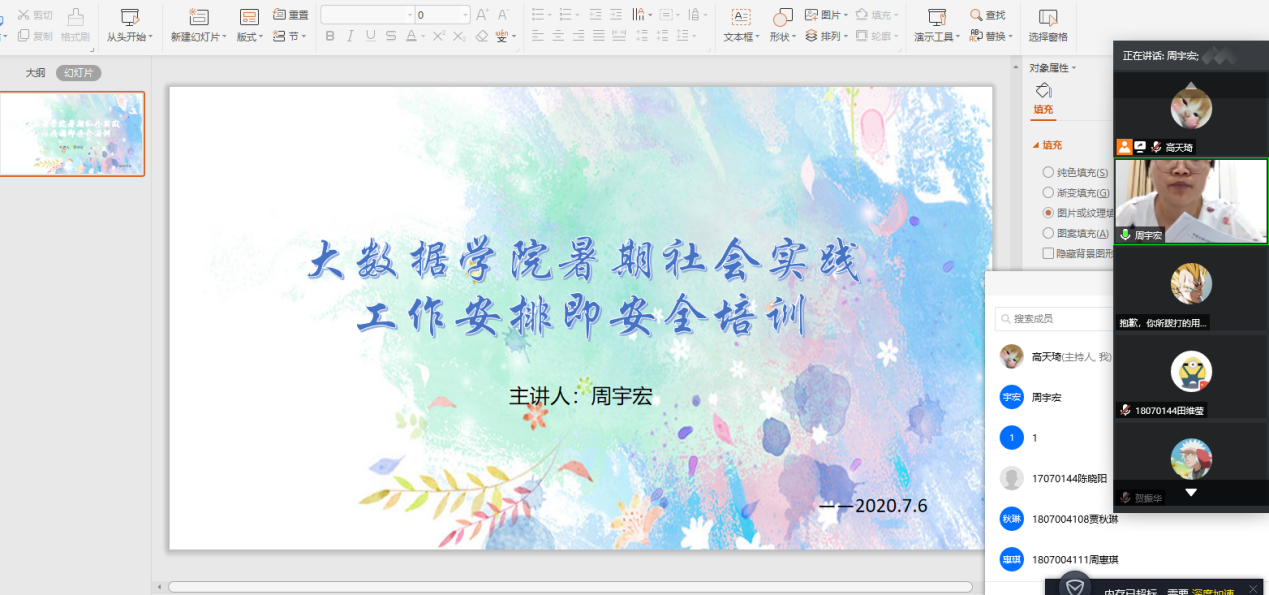 剪切
复制
格式刷
从头开始
新建幻灯片
版式
重置
节
0
B I U S A X² X₂
文本框
形状
图片
排列
填充
轮廓
演示工具
查找
替换
选择窗格
大纲 幻灯片
大数据学院暑期社会实践
工作安排即安全培训
主讲人：周宇宏
——2020.7.6
对象属性
填充
填充
纯色填充(S)
渐变填充(G)
图片或纹理填
图案填充(A)
隐藏背景图形
搜索成员
高天琦(主持人, 我)
宇宏 周宇宏
1 1
17070144陈晓阳
秋琳 1807004108贾秋琳
惠琪 1807004111周惠琪
正在讲话: 周宇宏;
高天琦
周宇宏
抱歉，你所拨打的用...
18070144田维莹
贺振华
内存已超标，需要 深度加速